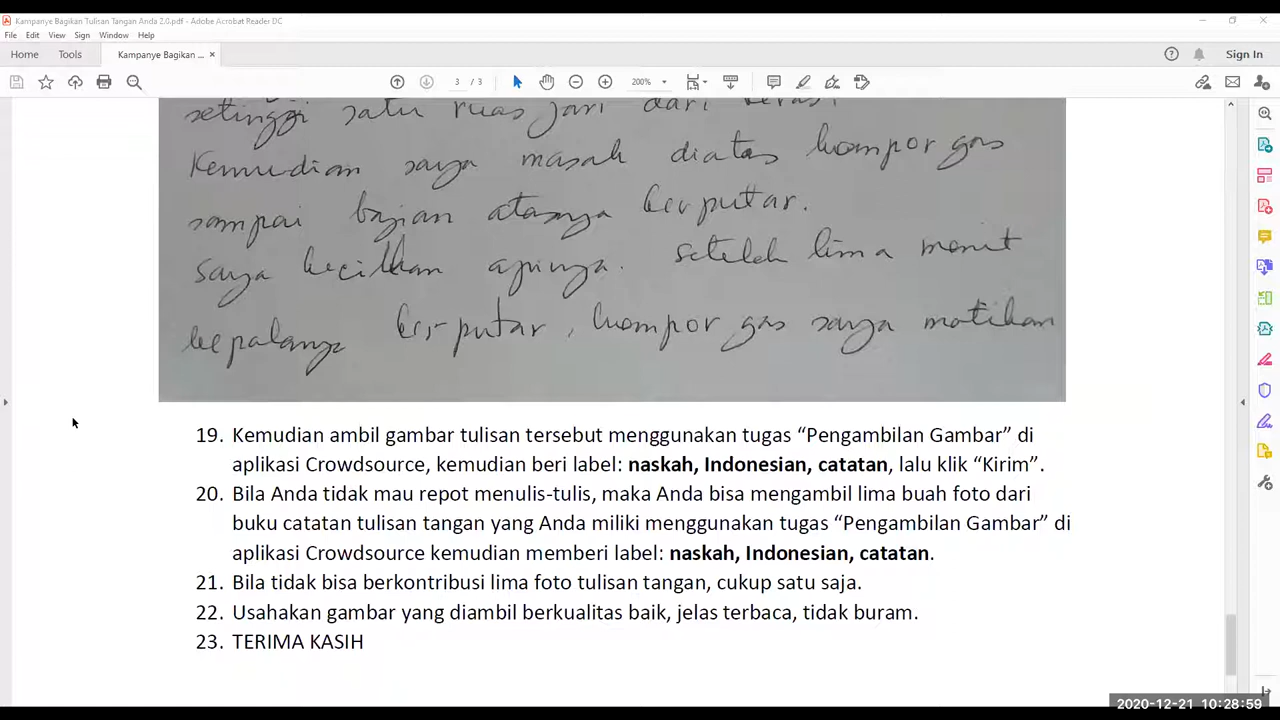 Kampanye Bagikan Tulisan Tangan Anda 2.0.pdf - Adobe Acrobat Reader DC
File Edit View Sign Window Help
Home Tools Kampanye Bagikan ... × Sign In
3 / 3 200%
setinggi satu ruas jari dari beras.
Kemudian saya masak diatas kompor gas
sampai bagian atasnya berputar.
saya kecilkan apinya. setelah lima menit
kepalanya berputar, kompor gas saya matikan
19. Kemudian ambil gambar tulisan tersebut menggunakan tugas “Pengambilan Gambar” di
aplikasi Crowdsource, kemudian beri label: naskah, Indonesian, catatan, lalu klik “Kirim”.
20. Bila Anda tidak mau repot menulis-tulis, maka Anda bisa mengambil lima buah foto dari
buku catatan tulisan tangan yang Anda miliki menggunakan tugas “Pengambilan Gambar” di
aplikasi Crowdsource kemudian memberi label: naskah, Indonesian, catatan.
21. Bila tidak bisa berkontribusi lima foto tulisan tangan, cukup satu saja.
22. Usahakan gambar yang diambil berkualitas baik, jelas terbaca, tidak buram.
23. TERIMA KASIH
2020-12-21 10:28:59